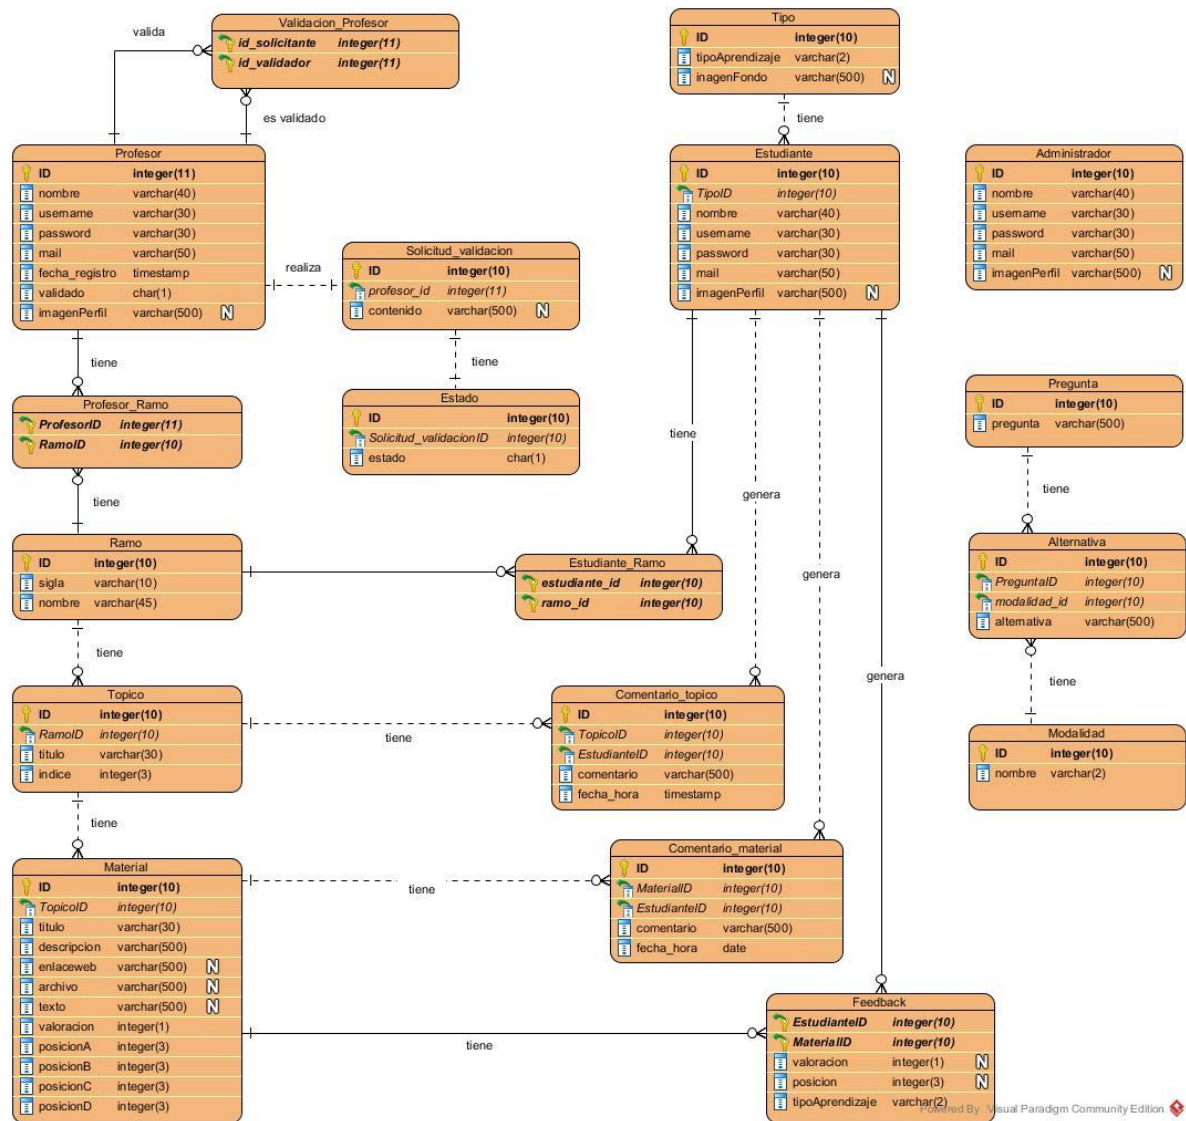 Validacion_Profesor
id_solicitante integer(11)
id_validador integer(11)
valida
es validado
Tipo
ID integer(10)
tipoAprendizaje varchar(2)
inagenFondo varchar(500) N
tiene
Profesor
ID integer(11)
nombre varchar(40)
username varchar(30)
password varchar(30)
mail varchar(50)
fecha_registro timestamp
validado char(1)
imagenPerfil varchar(500) N
realiza
Solicitud_validacion
ID integer(10)
profesor_id integer(11)
contenido varchar(500) N
tiene
Estado
ID integer(10)
Solicitud_validacionID integer(10)
estado char(1)
Estudiante
ID integer(10)
TipoID integer(10)
nombre varchar(40)
username varchar(30)
password varchar(30)
mail varchar(50)
imagenPerfil varchar(500) N
Administrador
ID integer(10)
nombre varchar(40)
username varchar(30)
password varchar(30)
mail varchar(50)
imagenPerfil varchar(500) N
tiene
Profesor_Ramo
ProfesorID integer(11)
RamoID integer(10)
tiene
Ramo
ID integer(10)
sigla varchar(10)
nombre varchar(45)
tiene
genera
genera
genera
Estudiante_Ramo
estudiante_id integer(10)
ramo_id integer(10)
Pregunta
ID integer(10)
pregunta varchar(500)
tiene
Alternativa
ID integer(10)
PreguntaID integer(10)
modalidad_id integer(10)
alternativa varchar(500)
tiene
Modalidad
ID integer(10)
nombre varchar(2)
tiene
Topico
ID integer(10)
RamoID integer(10)
titulo varchar(30)
indice integer(3)
tiene
Comentario_topico
ID integer(10)
TopicoID integer(10)
EstudianteID integer(10)
comentario varchar(500)
fecha_hora timestamp
tiene
Material
ID integer(10)
TopicoID integer(10)
titulo varchar(30)
descripcion varchar(500)
enlaceweb varchar(500) N
archivo varchar(500) N
texto varchar(500) N
valoracion integer(1)
posicionA integer(3)
posicionB integer(3)
posicionC integer(3)
posicionD integer(3)
tiene
Comentario_material
ID integer(10)
MaterialID integer(10)
EstudianteID integer(10)
comentario varchar(500)
fecha_hora date
tiene
Feedback
EstudianteID integer(10)
MaterialID integer(10)
valoracion integer(1) N
posicion integer(3) N
tipoAprendizaje varchar(2)
Powered By Visual Paradigm Community Edition